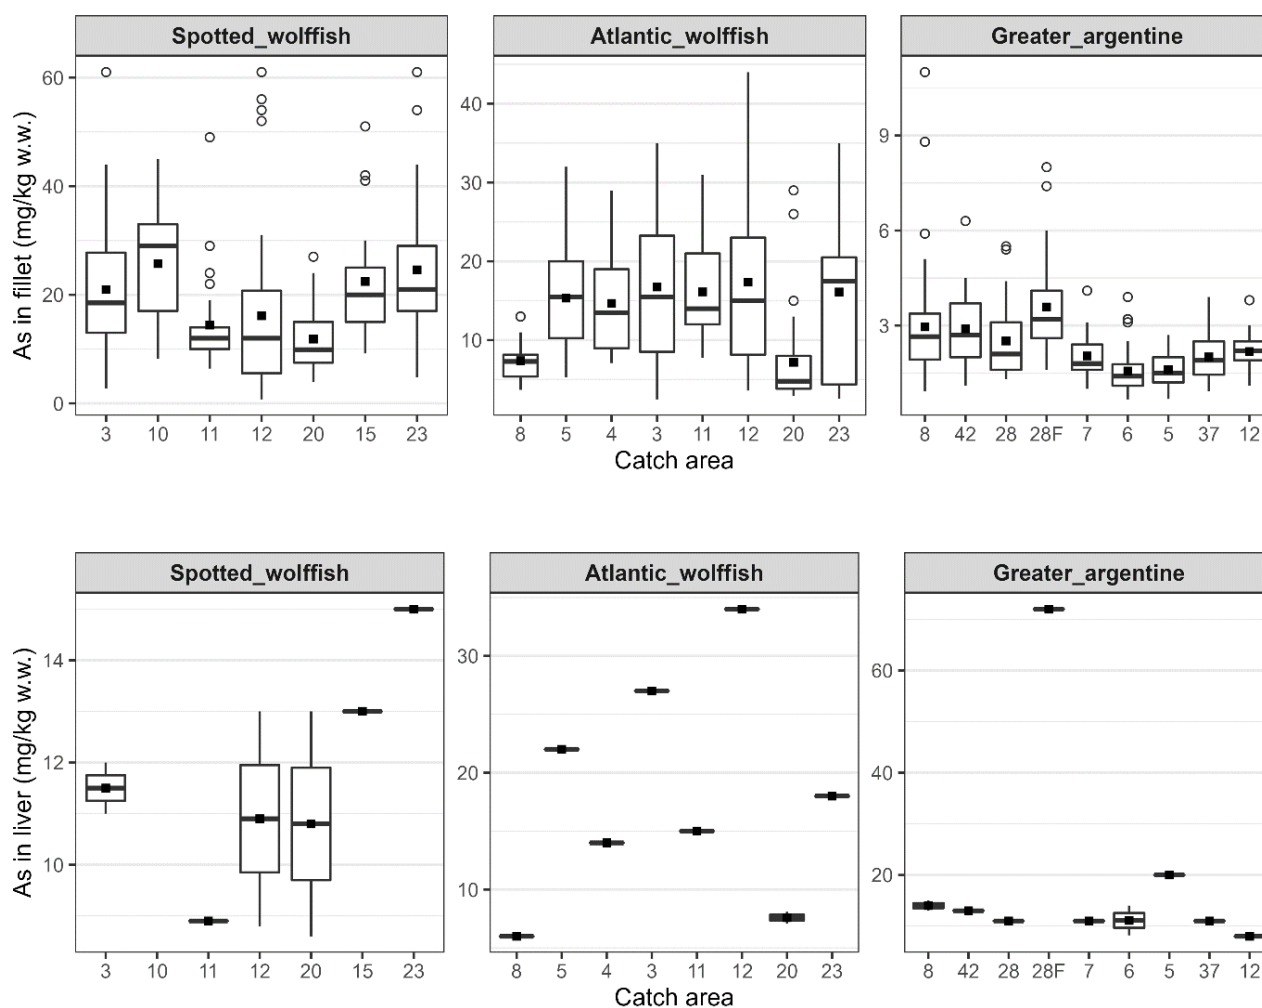 Spotted_wolffish Atlantic_wolffish Greater_argentine
As in fillet (mg/kg w.w.)
60
40
20
0
40
30
20
10
9
6
3
3 10 11 12 20 15 23
8 5 4 3 11 12 20 23
8 42 28 28F 7 6 5 37 12
Catch area
Spotted_wolffish Atlantic_wolffish Greater_argentine
As in liver (mg/kg w.w.)
14
12
10
30
20
10
60
40
20
3 10 11 12 20 15 23
8 5 4 3 11 12 20 23
8 42 28 28F 7 6 5 37 12
Catch area